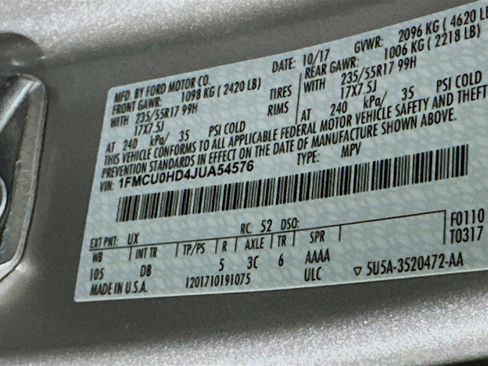 MFD. BY FORD MOTOR CO.
DATE: 10/17 GVWR: 2096 KG ( 4620 LB
FRONT GAWR: 1098 KG ( 2420 LB)
REAR GAWR: 1006 KG ( 2218 LB)
WITH 235/55R17 99H TIRES WITH 235/55R17 99H
17X7.5J RIMS 17X7.5J
AT 240 kPa/ 35 PSI COLD AT 240 kPa/ 35 PSI COLD
THIS VEHICLE CONFORMS TO ALL APPLICABLE FEDERAL MOTOR VEHICLE SAFETY AND THEFT
PREVENTION STANDARDS IN EFFECT ON THE DATE OF MANUFACTURE SHOWN ABOVE.
VIN: 1FMCU0HD4JUA54576 TYPE: MPV
EXT PNT: UX RC: 52 DSO: F0110
WB INT TR TP/PS R AXLE TR SPR T0317
105 DB 5 3C 6 AAAA
MADE IN U.S.A. 1201710191075 ULC 5U5A-3520472-AA